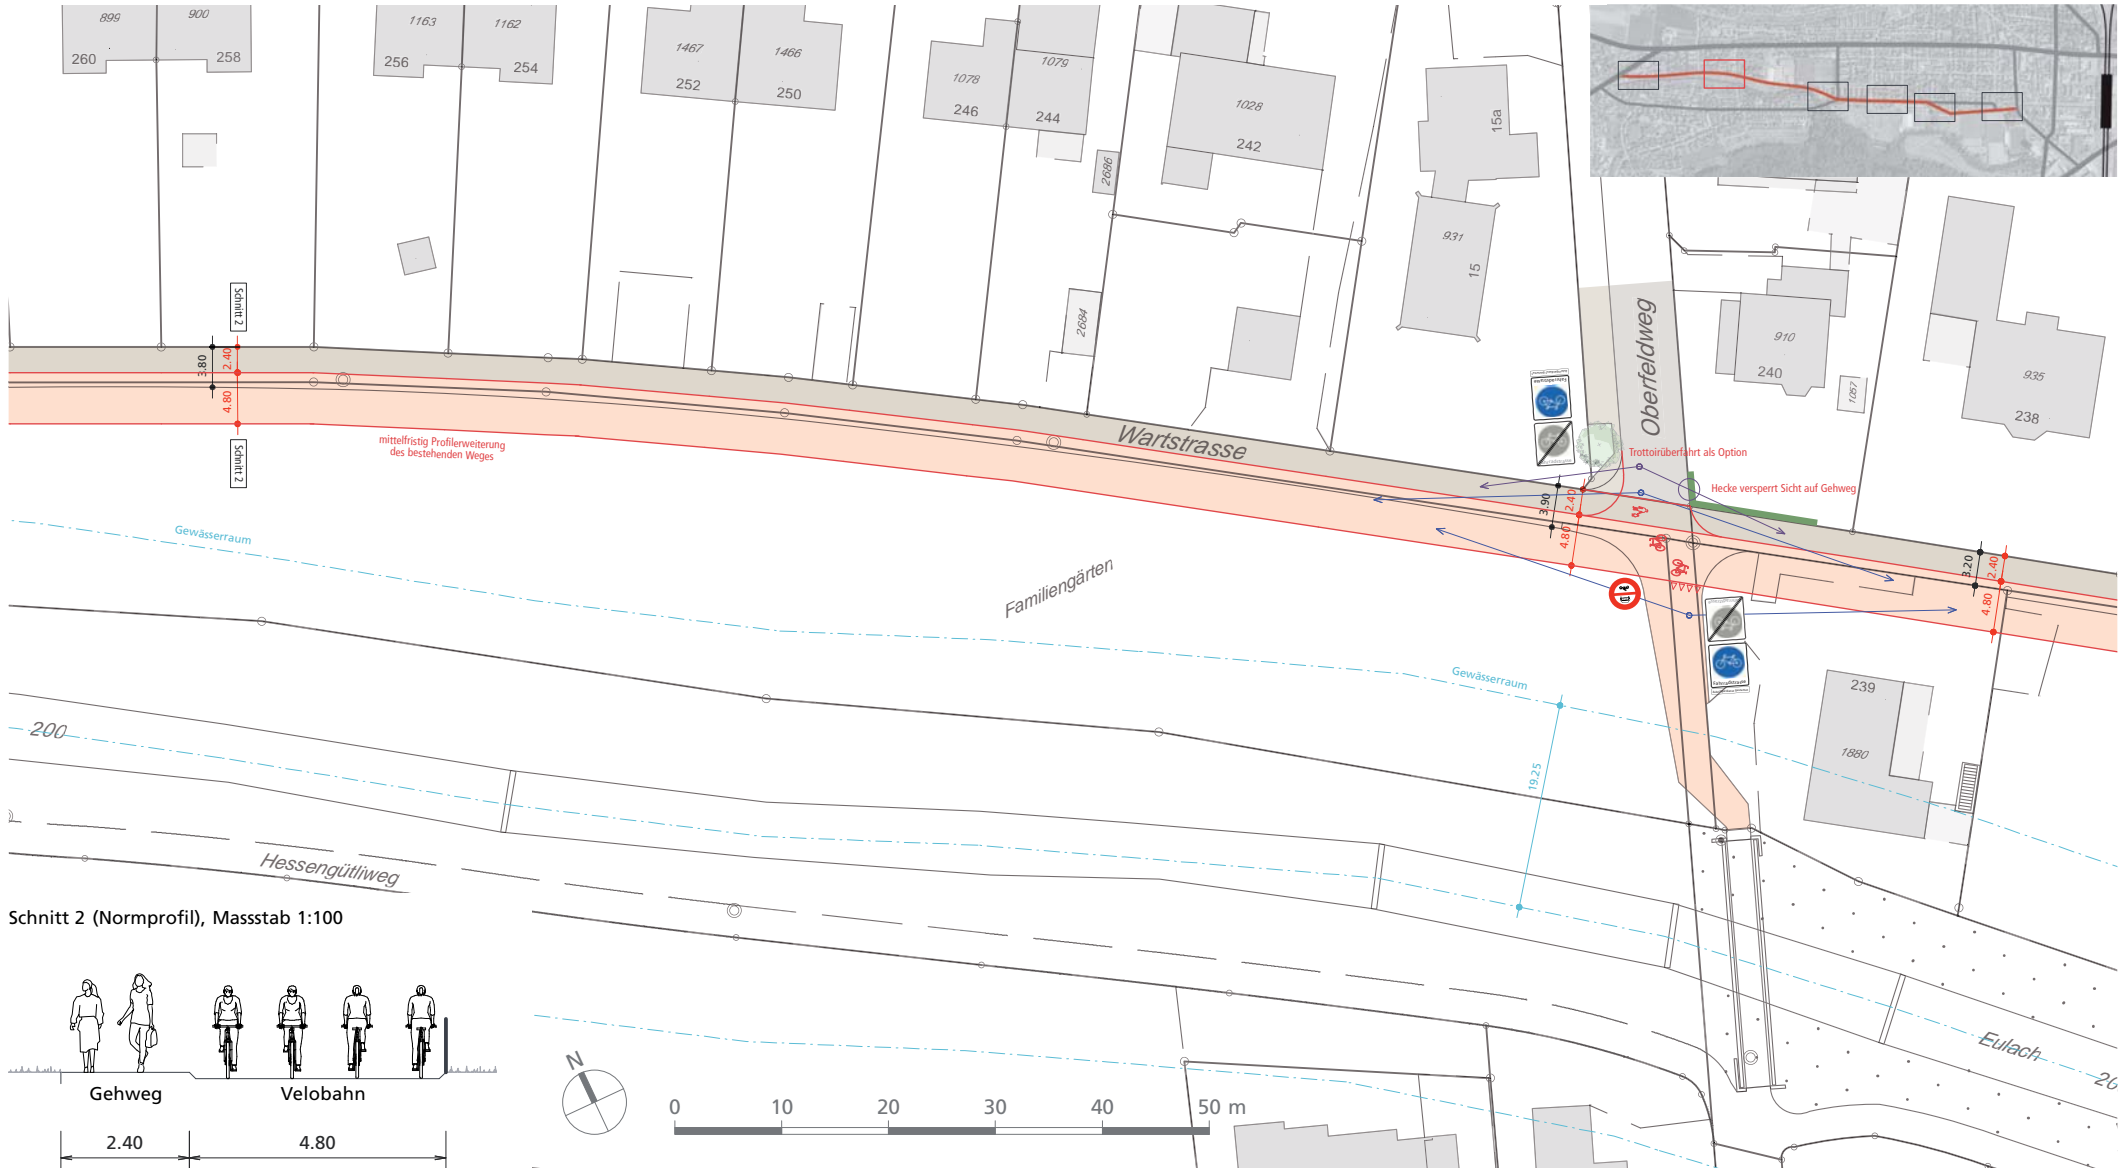 899
900
260
258
1163
1162
256
254
1467
1466
252
250
1078
1079
246
244
1028
242
2686
2684
15a
931
15
Oberfeldweg
910
240
1057
935
238
Schnitt 2
3.80
2.40
4.80
Schnitt 2
mittelfristig Profilerweiterung
des bestehenden Weges
Wartstrasse
Fahrradstrasse
Trottoirüberfahrt als Option
Hecke versperrt Sicht auf Gehweg
3.90
2.40
4.80
3.20
2.40
4.80
Gewässerraum
Familiengärten
Gewässerraum
Fahrradstrasse
239
1880
19.25
200
Hessengütliweg
Eulach
Schnitt 2 (Normprofil), Massstab 1:100
Gehweg
Velobahn
2.40
4.80
N
0 10 20 30 40 50 m